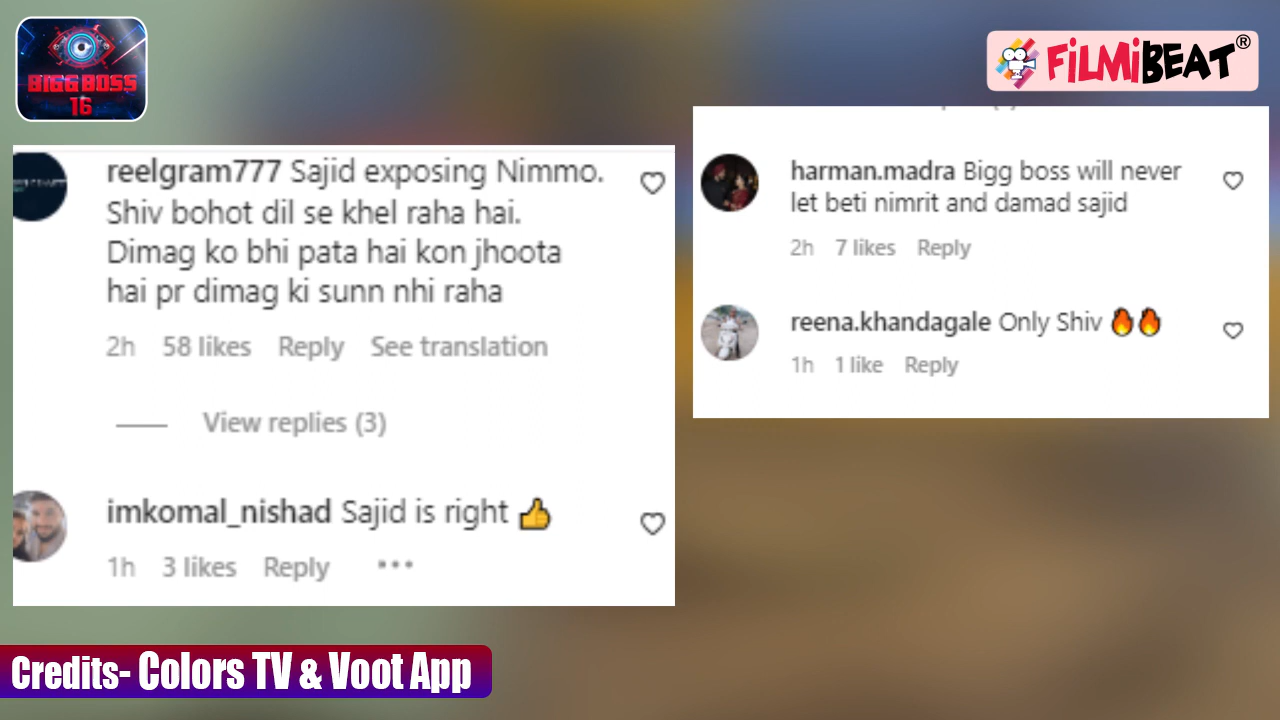 BIGG BOSS
16
FiLMiBEAT®
reelgram777 Sajid exposing Nimmo.
Shiv bohot dil se khel raha hai.
Dimag ko bhi pata hai kon jhoota
hai pr dimag ki sunn nhi raha
2h 58 likes Reply See translation
View replies (3)
imkomal_nishad Sajid is right 👍
1h 3 likes Reply •••
harman.madra Bigg boss will never
let beti nimrit and damad sajid
2h 7 likes Reply
reena.khandagale Only Shiv 🔥🔥
1h 1 like Reply
Credits- Colors TV & Voot App